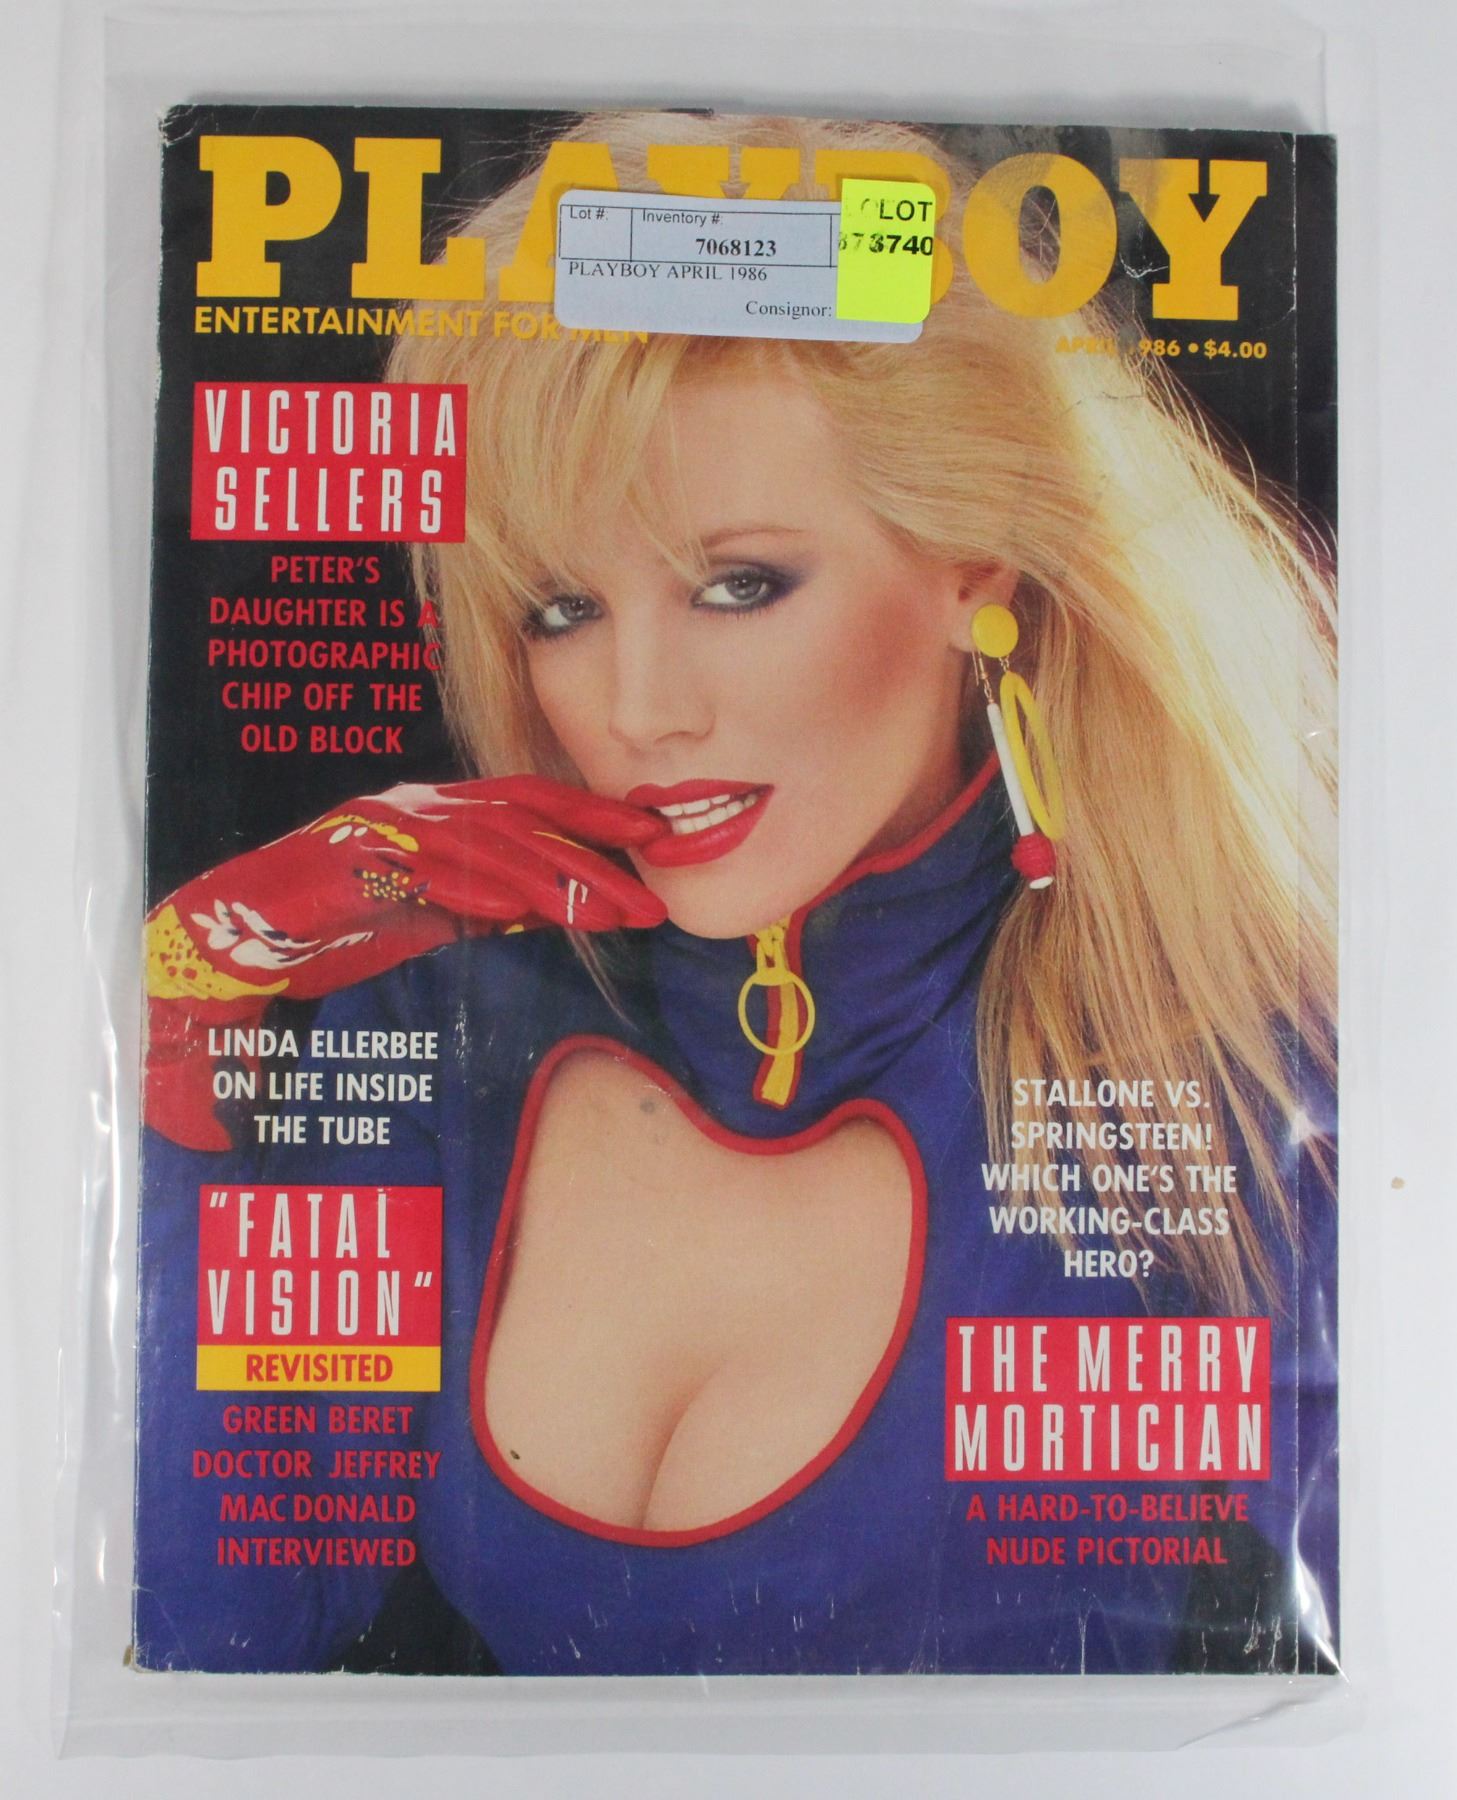 PLAYBOY
Lot #: Inventory #: LOT
7068123 8740
PLAYBOY APRIL 1986
Consignor:
ENTERTAINMENT FOR MEN
APRIL 1986 • $4.00
VICTORIA
SELLERS
PETER'S
DAUGHTER IS A
PHOTOGRAPHIC
CHIP OFF THE
OLD BLOCK
LINDA ELLERBEE
ON LIFE INSIDE
THE TUBE
"FATAL
VISION"
REVISITED
GREEN BERET
DOCTOR JEFFREY
MACDONALD
INTERVIEWED
STALLONE VS.
SPRINGSTEEN!
WHICH ONE'S THE
WORKING-CLASS
HERO?
THE MERRY
MORTICIAN
A HARD-TO-BELIEVE
NUDE PICTORIAL